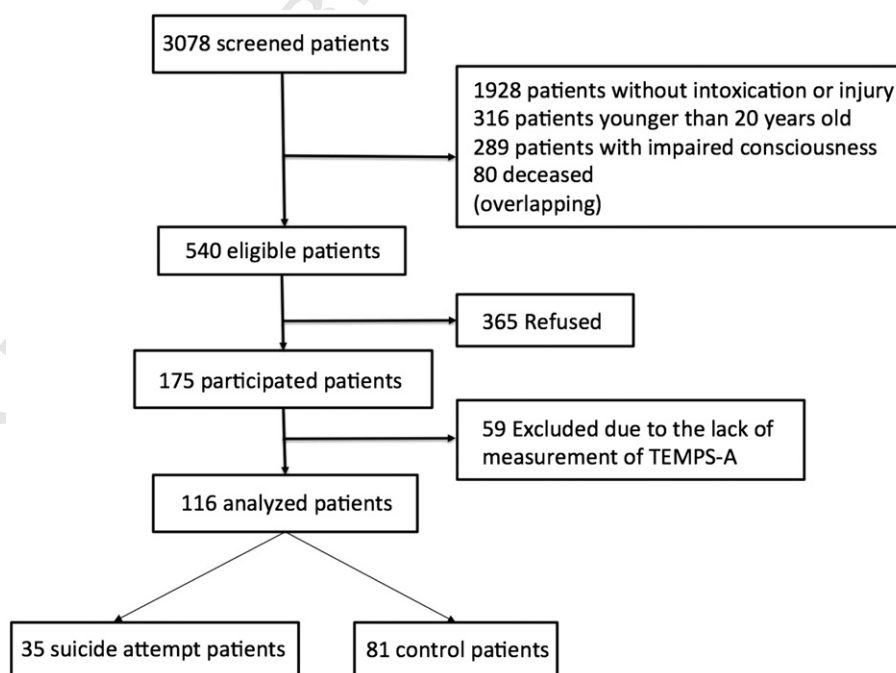 3078 screened patients
1928 patients without intoxication or injury
316 patients younger than 20 years old
289 patients with impaired consciousness
80 deceased
(overlapping)
540 eligible patients
365 Refused
175 participated patients
59 Excluded due to the lack of
measurement of TEMPS-A
116 analyzed patients
35 suicide attempt patients
81 control patients